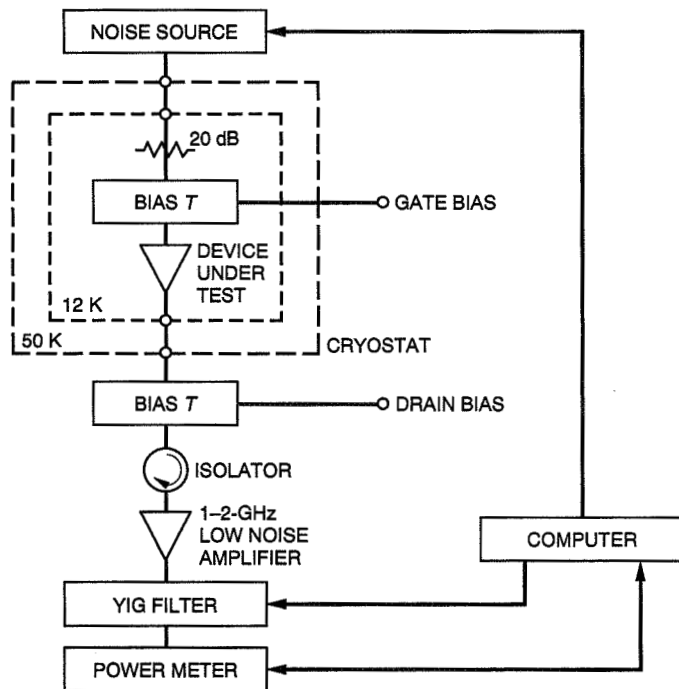 NOISE SOURCE
20 dB
BIAS T
GATE BIAS
DEVICE
UNDER
TEST
12 K
50 K
CRYOSTAT
BIAS T
DRAIN BIAS
ISOLATOR
1–2-GHz
LOW NOISE
AMPLIFIER
COMPUTER
YIG FILTER
POWER METER